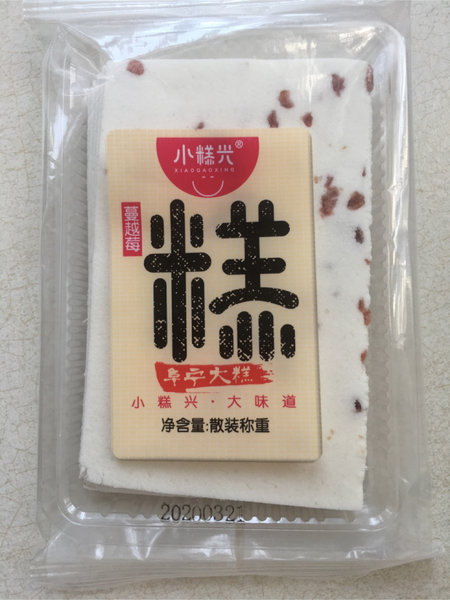 小糕兴®
XIAOGAOXING
蔓越莓
糕
阜宁大糕
小糕兴·大味道
净含量:散装称重
20200321